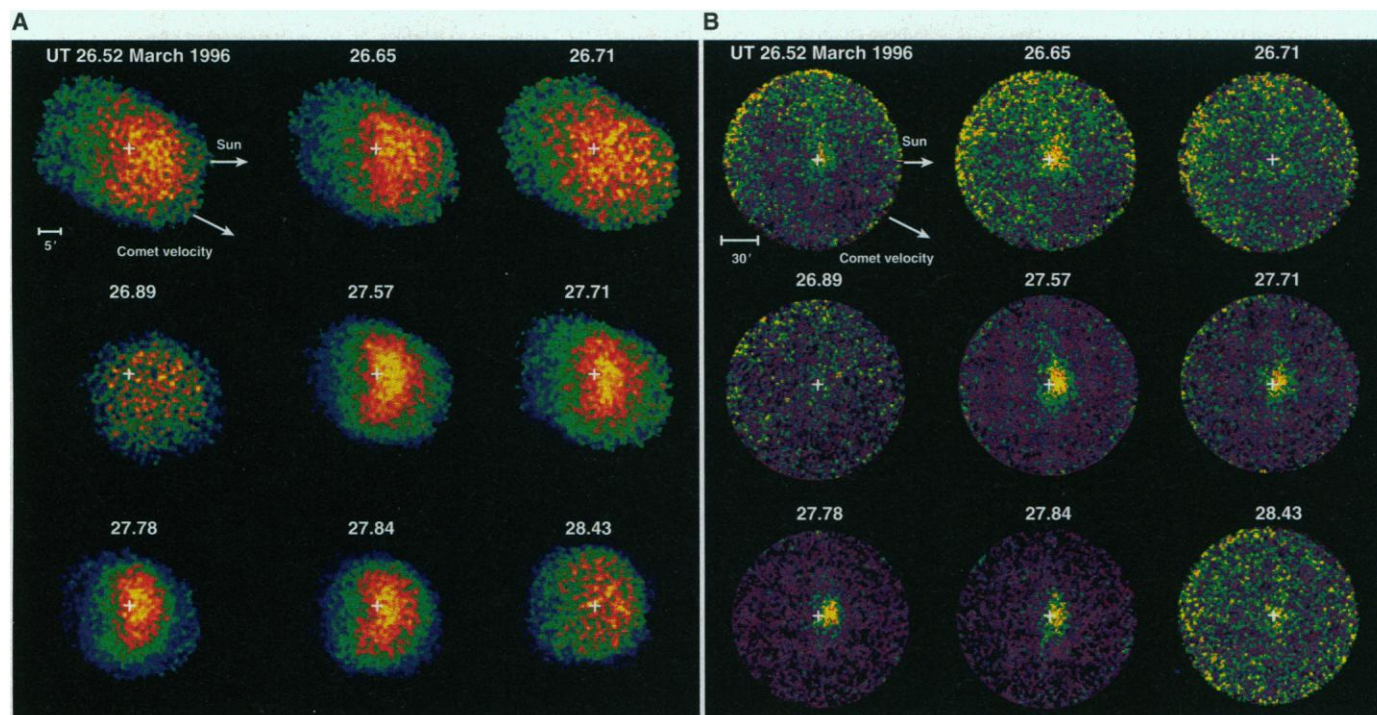 A
UT 26.52 March 1996
26.65
26.71
Sun
5′
Comet velocity
26.89
27.57
27.71
27.78
27.84
28.43
B
UT 26.52 March 1996
26.65
26.71
Sun
30′
Comet velocity
26.89
27.57
27.71
27.78
27.84
28.43